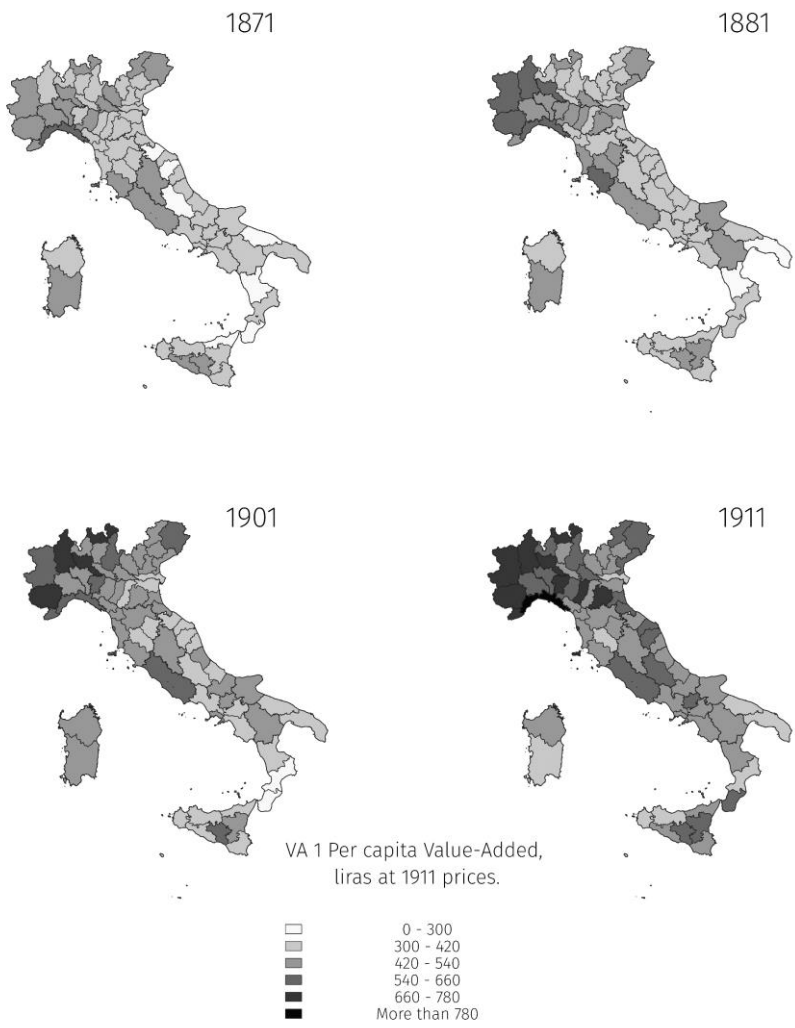 1871
1881
1901
1911
VA 1 Per capita Value-Added,
liras at 1911 prices.
0 - 300
300 - 420
420 - 540
540 - 660
660 - 780
More than 780